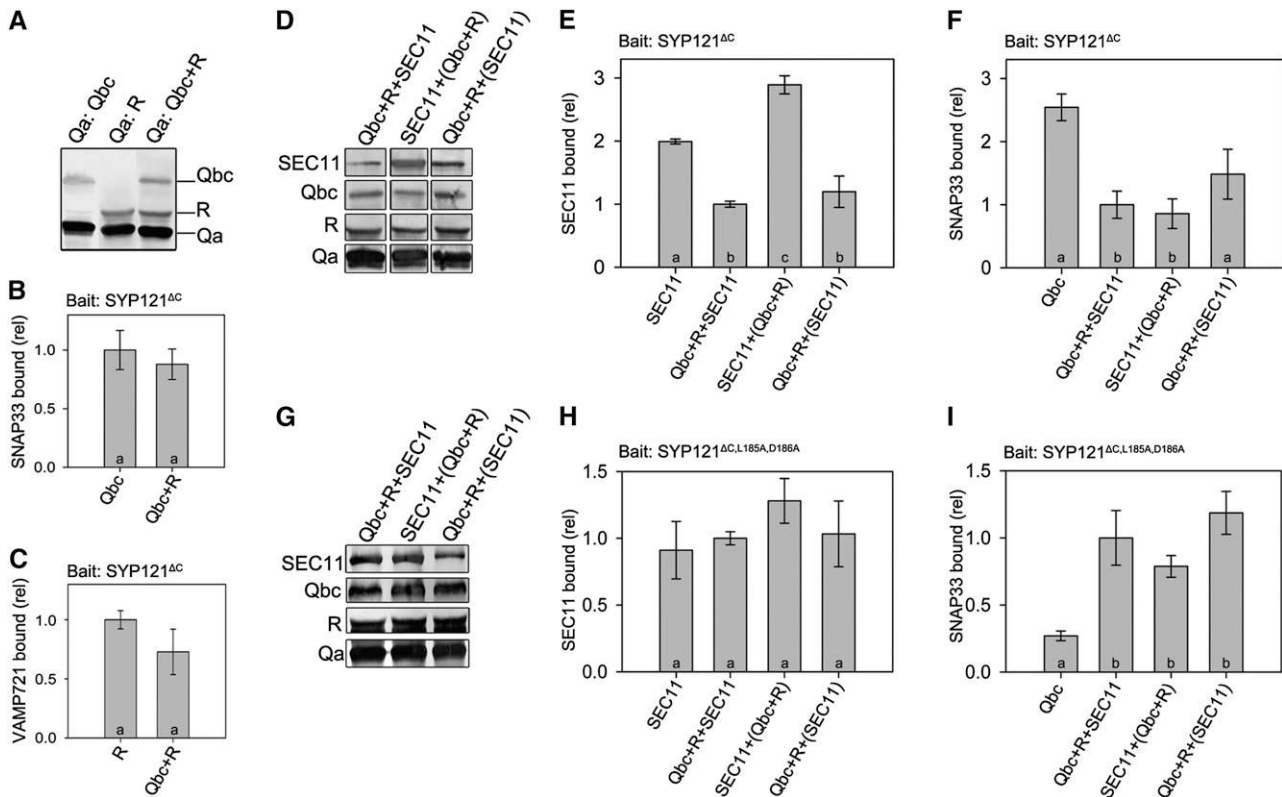 A
Qa: Qbc
Qa: R
Qa: Qbc+R
Qbc
R
Qa
B
Bait: SYP121ΔC
SNAP33 bound (rel)
1.0
0.5
0.0
a
a
Qbc
Qbc+R
C
Bait: SYP121ΔC
VAMP721 bound (rel)
1.0
0.5
0.0
a
a
R
Qbc+R
D
Qbc+R+SEC11
SEC11+(Qbc+R)
Qbc+R+(SEC11)
SEC11
Qbc
R
Qa
E
Bait: SYP121ΔC
SEC11 bound (rel)
3
2
1
0
a
b
c
b
SEC11
Qbc+R+SEC11
SEC11+(Qbc+R)
Qbc+R+(SEC11)
F
Bait: SYP121ΔC
SNAP33 bound (rel)
3
2
1
0
a
b
b
a
Qbc
Qbc+R+SEC11
SEC11+(Qbc+R)
Qbc+R+(SEC11)
G
Qbc+R+SEC11
SEC11+(Qbc+R)
Qbc+R+(SEC11)
SEC11
Qbc
R
Qa
H
Bait: SYP121ΔC,L185A,D186A
SEC11 bound (rel)
1.5
1.0
0.5
0.0
a
a
a
a
SEC11
Qbc+R+SEC11
SEC11+(Qbc+R)
Qbc+R+(SEC11)
I
Bait: SYP121ΔC,L185A,D186A
SNAP33 bound (rel)
1.5
1.0
0.5
0.0
a
b
b
b
Qbc
Qbc+R+SEC11
SEC11+(Qbc+R)
Qbc+R+(SEC11)